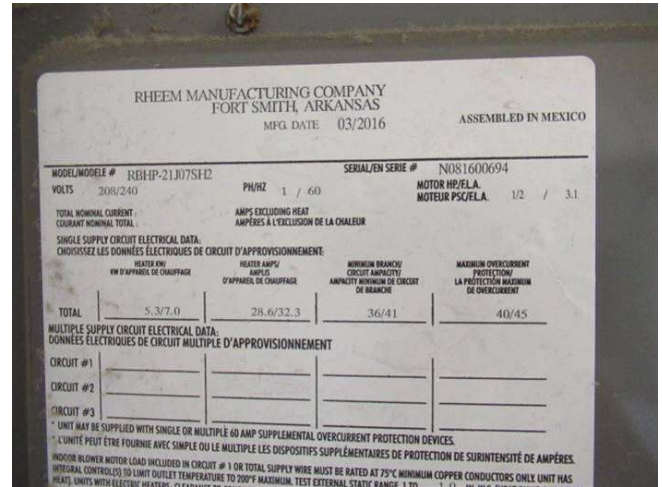 RHEEM MANUFACTURING COMPANY
FORT SMITH, ARKANSAS
MFG. DATE 03/2016 ASSEMBLED IN MEXICO
MODEL/MODELE # RBHP-21J07SH2 SERIAL/EN SERIE # N081600694
VOLTS 208/240 PH/HZ 1 / 60 MOTOR HP/F.L.A. 1/2 / 3.1
MOTEUR PSC/F.L.A.
TOTAL NOMINAL CURRENT : AMPS EXCLUDING HEAT
COURANT NOMINAL TOTAL : AMPÈRES À L'EXCLUSION DE LA CHALEUR
SINGLE SUPPLY CIRCUIT ELECTRICAL DATA:
CHOISISSEZ LES DONNÉES ÉLECTRIQUES DE CIRCUIT D'APPROVISIONNEMENT:
HEATER KW/ HEATER AMPS/ MINIMUM BRANCH/ MAXIMUM OVERCURRENT
KW D'APPAREIL DE CHAUFFAGE AMPLIS CIRCUIT AMPACITY/ PROTECTION/
D'APPAREIL DE CHAUFFAGE AMPACITY MINIMUM DE CIRCUIT LA PROTECTION MAXIMUM
DE BRANCHE DE OVERCURRENT
TOTAL 5.3/7.0 28.6/32.3 36/41 40/45
MULTIPLE SUPPLY CIRCUIT ELECTRICAL DATA:
DONNÉES ÉLECTRIQUES DE CIRCUIT MULTIPLE D'APPROVISIONNEMENT
CIRCUIT #1
CIRCUIT #2
CIRCUIT #3
* UNIT MAY BE SUPPLIED WITH SINGLE OR MULTIPLE 60 AMP SUPPLEMENTAL OVERCURRENT PROTECTION DEVICES.
* L'UNITÉ PEUT ÊTRE FOURNIE AVEC SIMPLE OU LE MULTIPLE LES DISPOSITIFS SUPPLÉMENTAIRES DE PROTECTION DE SURINTENSITÉ DE AMPÈRES.
INDOOR BLOWER MOTOR LOAD INCLUDED IN CIRCUIT # 1 OR TOTAL SUPPLY WIRE MUST BE RATED AT 75°C MINIMUM COPPER CONDUCTORS ONLY UNIT HAS
INTEGRAL CONTROL(S) TO LIMIT OUTLET TEMPERATURE TO 200°F MAXIMUM. TEST EXTERNAL STATIC RANGE .1 TO
HEAT). UNITS WITH ELECTRIC HEATERS: